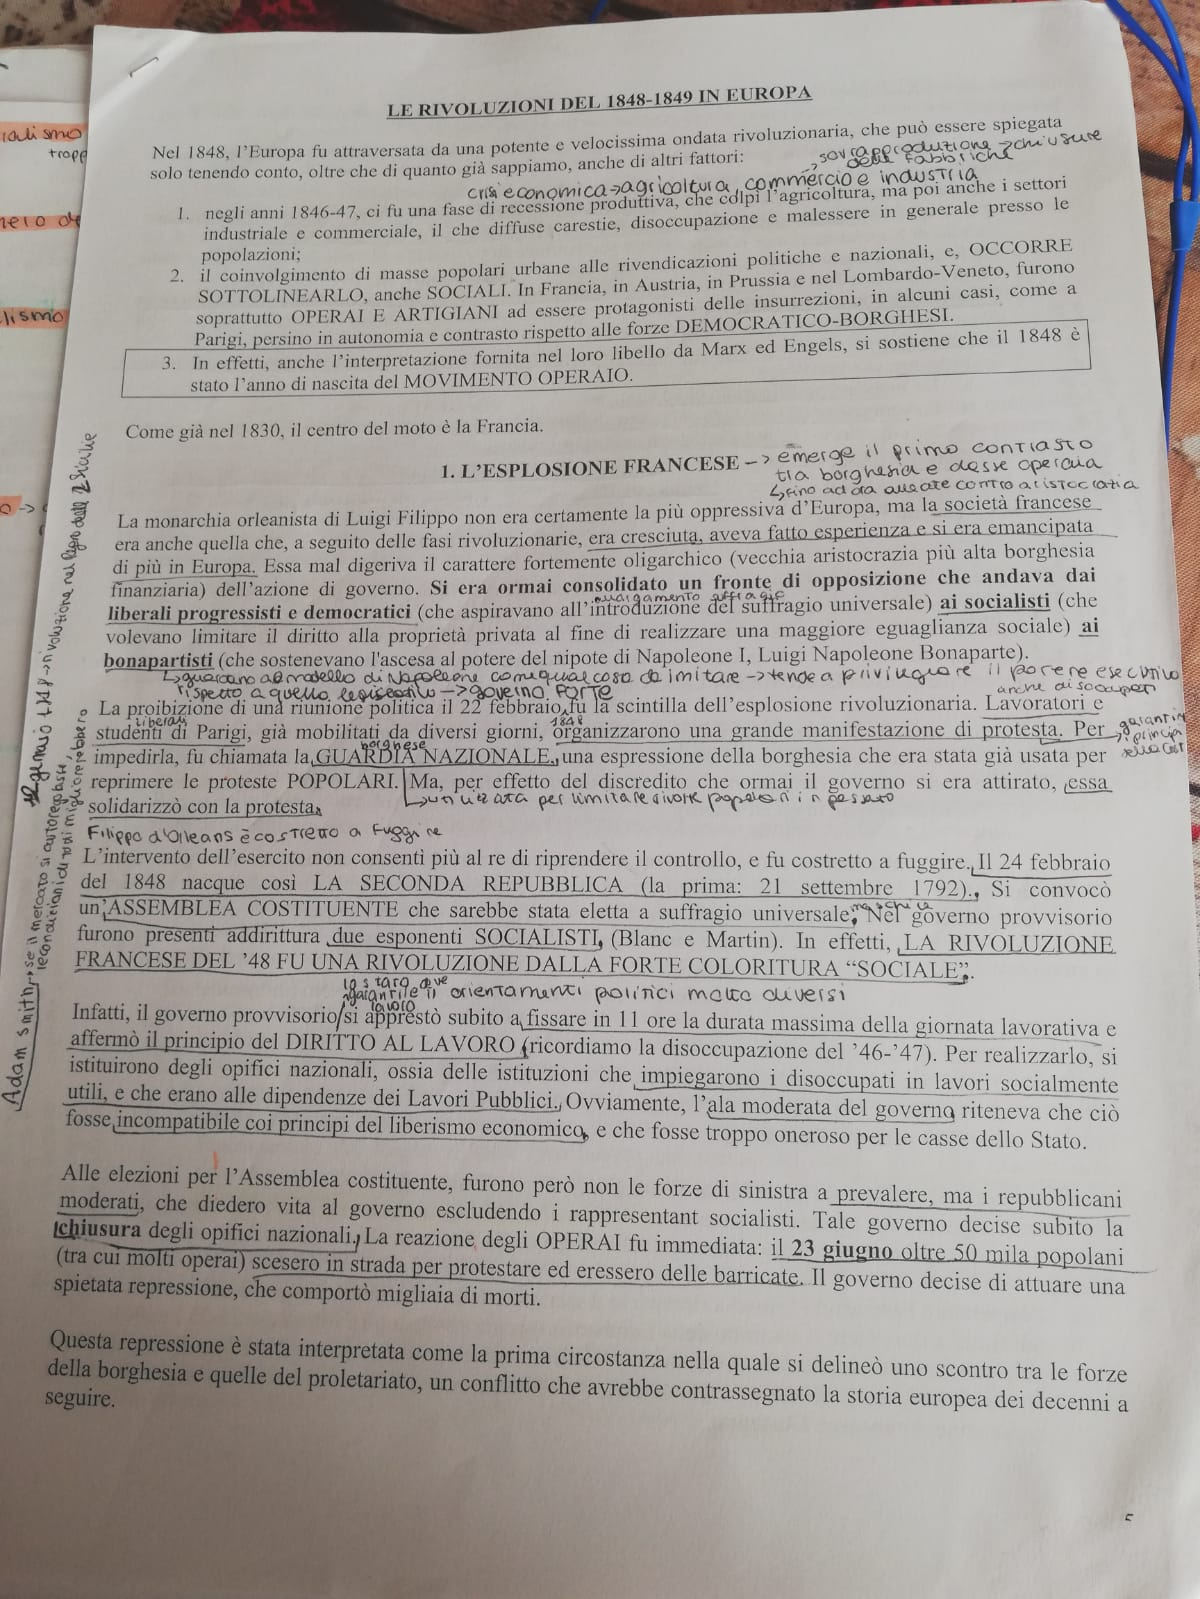 LE RIVOLUZIONI DEL 1848-1849 IN EUROPA
Nel 1848, l'Europa fu attraversata da una potente e velocissima ondata rivoluzionaria, che può essere spiegata
solo tenendo conto, oltre che di quanto già sappiamo, anche di altri fattori:
sovrapproduzione → chiusure
delle fabbriche
crisi economica → agricoltura, commercio e industria
1. negli anni 1846-47, ci fu una fase di recessione produttiva, che colpì l'agricoltura, ma poi anche i settori
industriale e commerciale, il che diffuse carestie, disoccupazione e malessere in generale presso le
popolazioni;
2. il coinvolgimento di masse popolari urbane alle rivendicazioni politiche e nazionali, e, OCCORRE
SOTTOLINEARLO, anche SOCIALI. In Francia, in Austria, in Prussia e nel Lombardo-Veneto, furono
soprattutto OPERAI E ARTIGIANI ad essere protagonisti delle insurrezioni, in alcuni casi, come a
Parigi, persino in autonomia e contrasto rispetto alle forze DEMOCRATICO-BORGHESI.
3. In effetti, anche l'interpretazione fornita nel loro libello da Marx ed Engels, si sostiene che il 1848 è
stato l'anno di nascita del MOVIMENTO OPERAIO.
Come già nel 1830, il centro del moto è la Francia.
1. L'ESPLOSIONE FRANCESE --> emerge il primo contrasto
tra borghesia e classe operaia
↳ fino ad ora alleate contro aristocratia
La monarchia orleanista di Luigi Filippo non era certamente la più oppressiva d'Europa, ma la società francese
era anche quella che, a seguito delle fasi rivoluzionarie, era cresciuta, aveva fatto esperienza e si era emancipata
di più in Europa. Essa mal digeriva il carattere fortemente oligarchico (vecchia aristocrazia più alta borghesia
finanziaria) dell'azione di governo. Si era ormai consolidato un fronte di opposizione che andava dai
allargamento suffragio
liberali progressisti e democratici (che aspiravano all'introduzione del suffragio universale) ai socialisti (che
volevano limitare il diritto alla proprietà privata al fine di realizzare una maggiore eguaglianza sociale) ai
bonapartisti (che sostenevano l'ascesa al potere del nipote di Napoleone I, Luigi Napoleone Bonaparte).
↳ guardano al modello di Napoleone come qualcosa da imitare → tende a privilegiare il potere esecutivo
rispetto a quello legislativo → governo forte
anche disoccupati
La proibizione di una riunione politica il 22 febbraio fu la scintilla dell'esplosione rivoluzionaria. Lavoratori e
liberali
1848
studenti di Parigi, già mobilitati da diversi giorni, organizzarono una grande manifestazione di protesta. Per
garantire
i principi
della cost
borghese
impedirla, fu chiamata la GUARDIA NAZIONALE, una espressione della borghesia che era stata già usata per
reprimere le proteste POPOLARI. Ma, per effetto del discredito che ormai il governo si era attirato, essa
↳ utilizzata per limitare rivolte popolari in passato
solidarizzò con la protesta.
Filippo d'Orleans è costretto a fuggire
L'intervento dell'esercito non consentì più al re di riprendere il controllo, e fu costretto a fuggire. Il 24 febbraio
del 1848 nacque così LA SECONDA REPUBBLICA (la prima: 21 settembre 1792). Si convocò
maschile
un'ASSEMBLEA COSTITUENTE che sarebbe stata eletta a suffragio universale, Nel governo provvisorio
furono presenti addirittura due esponenti SOCIALISTI, (Blanc e Martin). In effetti, LA RIVOLUZIONE
FRANCESE DEL '48 FU UNA RIVOLUZIONE DALLA FORTE COLORITURA "SOCIALE".
lo stato deve
garantire il
lavoro
orientamenti politici molto diversi
Infatti, il governo provvisorio si apprestò subito a fissare in 11 ore la durata massima della giornata lavorativa e
affermò il principio del DIRITTO AL LAVORO (ricordiamo la disoccupazione del '46-'47). Per realizzarlo, si
istituirono degli opifici nazionali, ossia delle istituzioni che impiegarono i disoccupati in lavori socialmente
utili, e che erano alle dipendenze dei Lavori Pubblici. Ovviamente, l'ala moderata del governo riteneva che ciò
fosse incompatibile coi principi del liberismo economico, e che fosse troppo oneroso per le casse dello Stato.
Alle elezioni per l'Assemblea costituente, furono però non le forze di sinistra a prevalere, ma i repubblicani
moderati, che diedero vita al governo escludendo i rappresentant socialisti. Tale governo decise subito la
chiusura degli opifici nazionali. La reazione degli OPERAI fu immediata: il 23 giugno oltre 50 mila popolani
(tra cui molti operai) scesero in strada per protestare ed eressero delle barricate. Il governo decise di attuare una
spietata repressione, che comportò migliaia di morti.
Questa repressione è stata interpretata come la prima circostanza nella quale si delineò uno scontro tra le forze
della borghesia e quelle del proletariato, un conflitto che avrebbe contrassegnato la storia europea dei decenni a
seguire.
12 gennaio 1848 → rivoluzione nel Regno delle 2 Sicilie
Adam Smith → se il mercato si autoregolasse,
le condizioni di tutti migliorerebbero
tropp
lismo